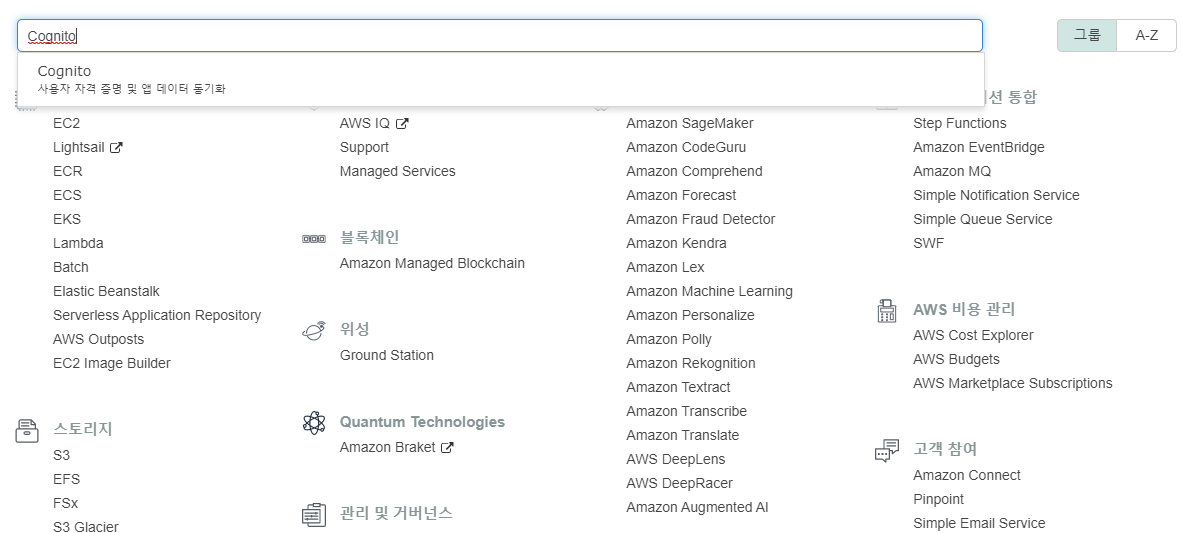 Cognito
그룹
A-Z
Cognito
사용자 자격 증명 및 앱 데이터 동기화
EC2
Lightsail
ECR
ECS
EKS
Lambda
Batch
Elastic Beanstalk
Serverless Application Repository
AWS Outposts
EC2 Image Builder
스토리지
S3
EFS
FSx
S3 Glacier
AWS IQ
Support
Managed Services
블록체인
Amazon Managed Blockchain
위성
Ground Station
Quantum Technologies
Amazon Braket
관리 및 거버넌스
Amazon SageMaker
Amazon CodeGuru
Amazon Comprehend
Amazon Forecast
Amazon Fraud Detector
Amazon Kendra
Amazon Lex
Amazon Machine Learning
Amazon Personalize
Amazon Polly
Amazon Rekognition
Amazon Textract
Amazon Transcribe
Amazon Translate
AWS DeepLens
AWS DeepRacer
Amazon Augmented AI
통합
Step Functions
Amazon EventBridge
Amazon MQ
Simple Notification Service
Simple Queue Service
SWF
AWS 비용 관리
AWS Cost Explorer
AWS Budgets
AWS Marketplace Subscriptions
고객 참여
Amazon Connect
Pinpoint
Simple Email Service